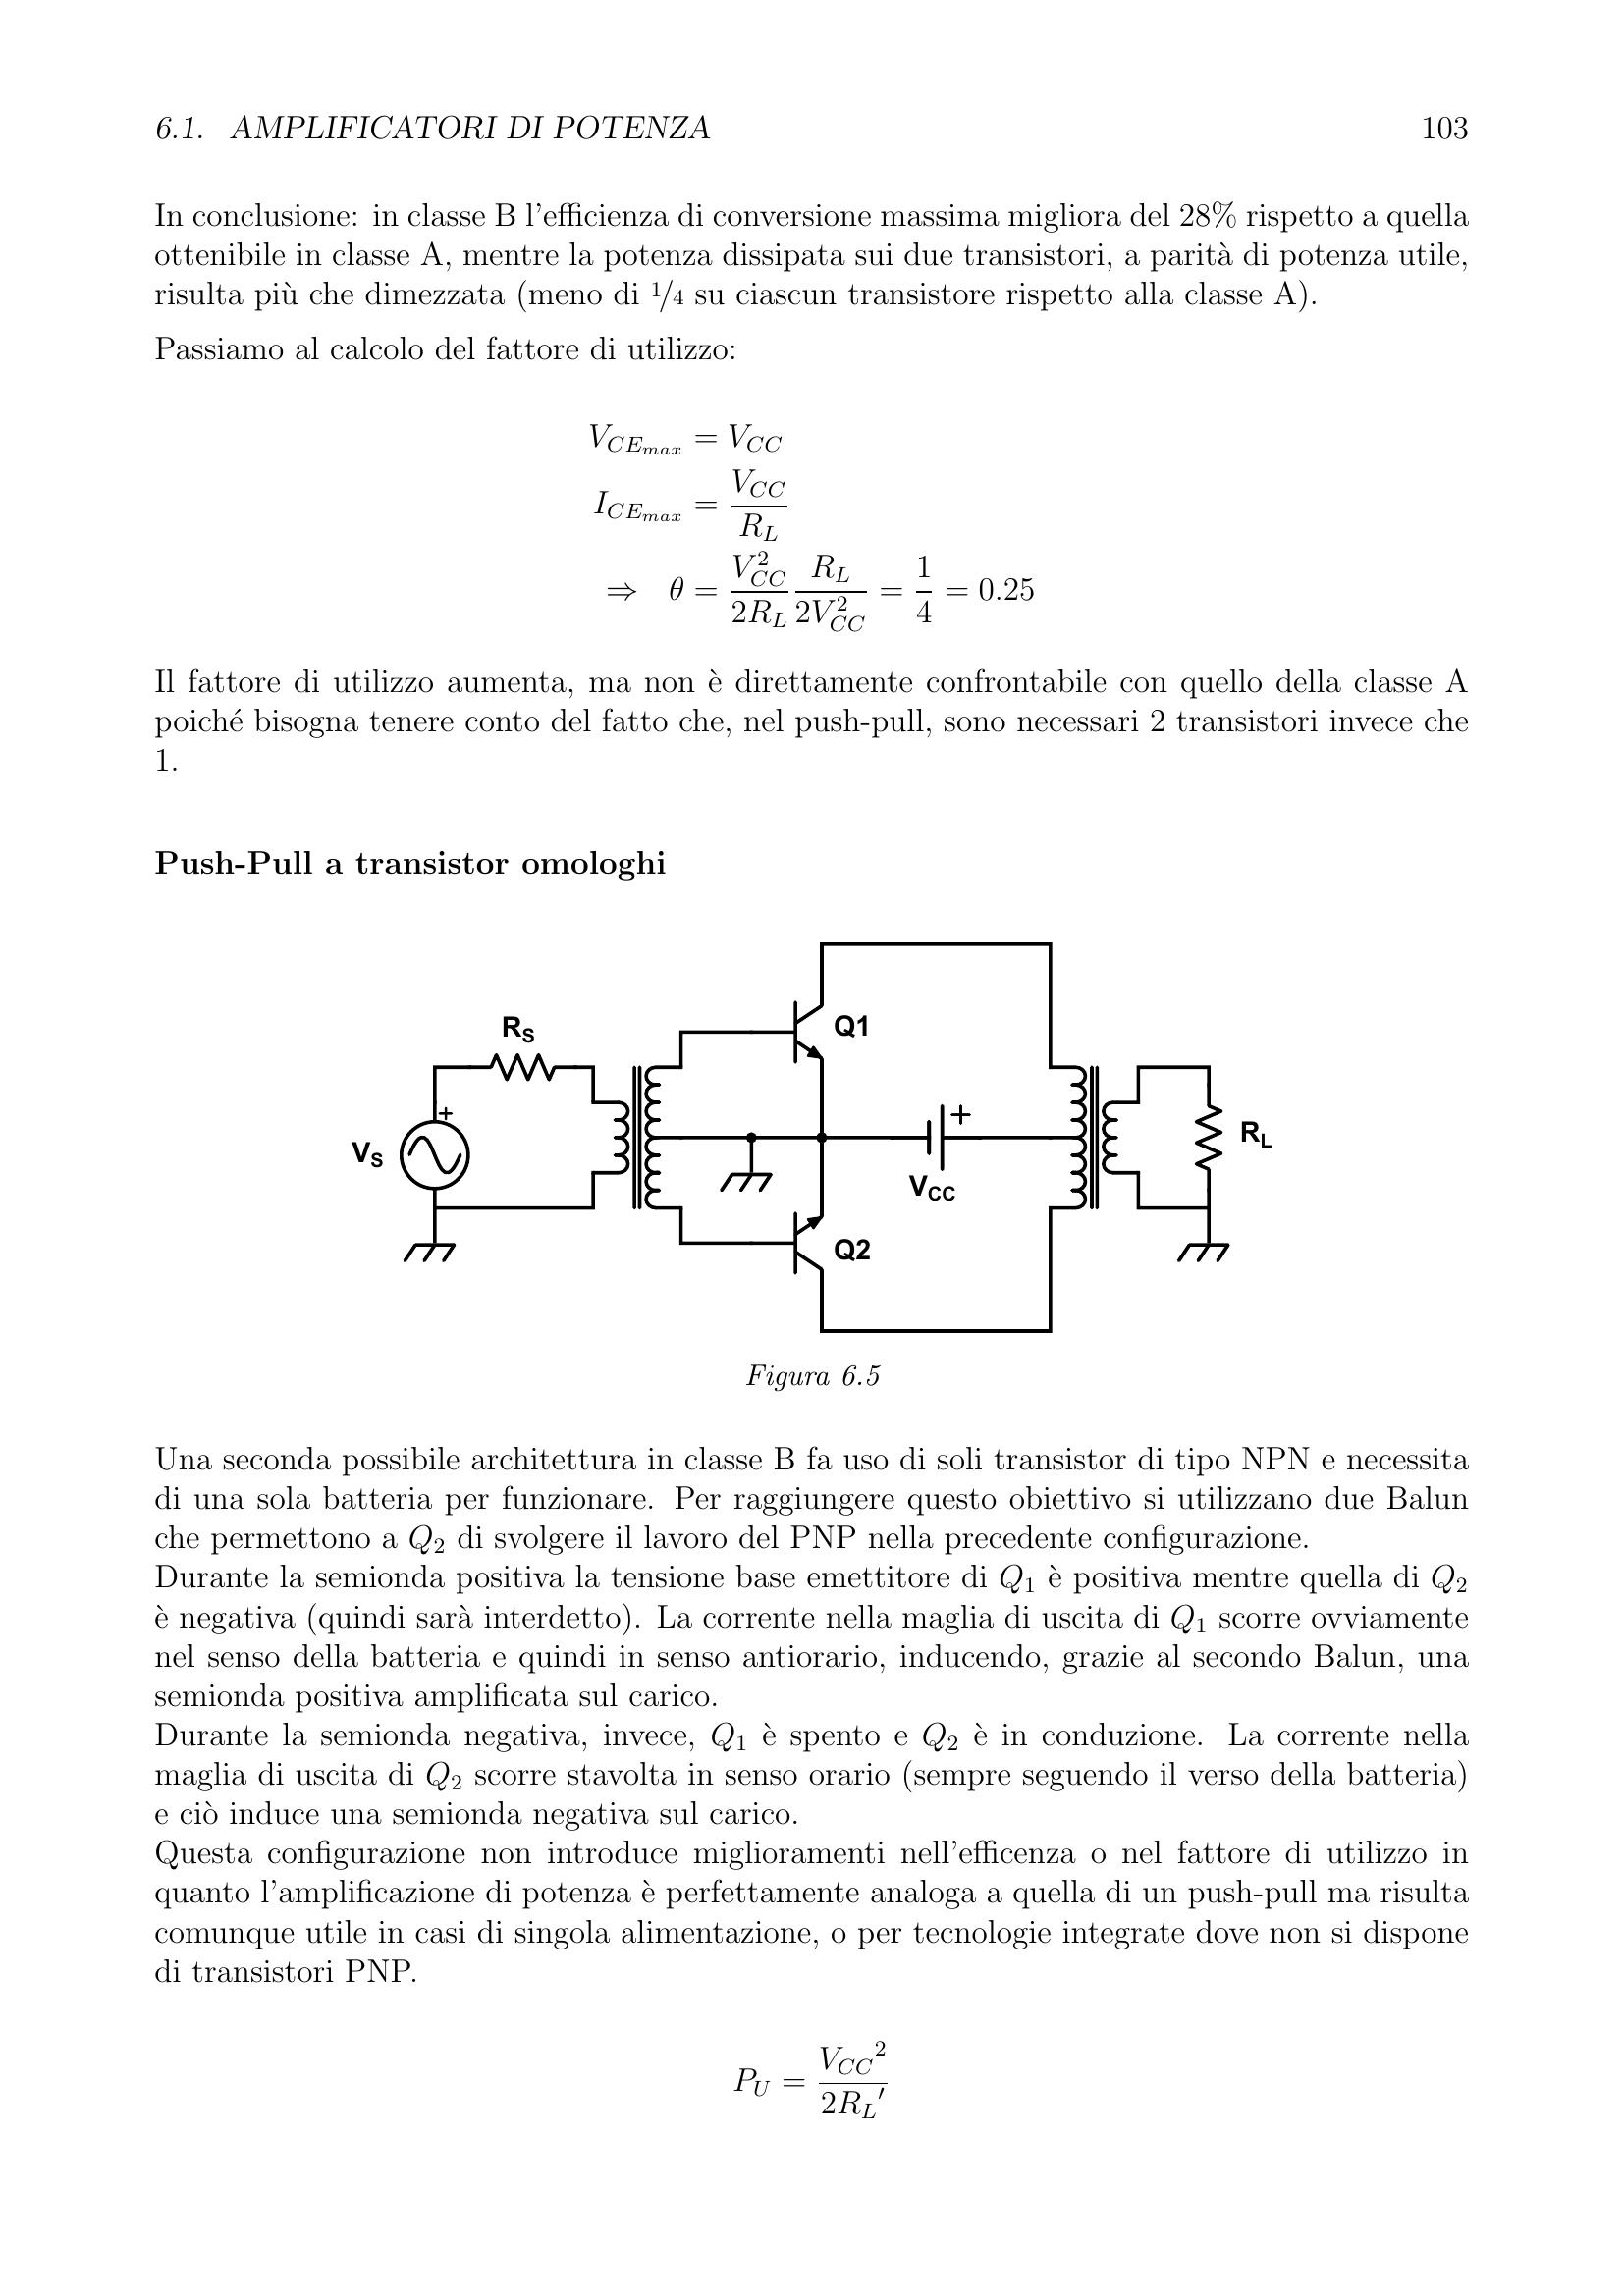 6.1. AMPLIFICATORI DI POTENZA 103
In conclusione: in classe B l'efficienza di conversione massima migliora del 28% rispetto a quella
ottenibile in classe A, mentre la potenza dissipata sui due transistori, a parità di potenza utile,
risulta più che dimezzata (meno di 1/4 su ciascun transistore rispetto alla classe A).
Passiamo al calcolo del fattore di utilizzo:
V_{CE_{max}} = V_{CC}
I_{CE_{max}} = \frac{V_{CC}}{R_L}
⇒ θ = \frac{V_{CC}^2}{2R_L} \frac{R_L}{2V_{CC}^2} = \frac{1}{4} = 0.25
Il fattore di utilizzo aumenta, ma non è direttamente confrontabile con quello della classe A
poiché bisogna tenere conto del fatto che, nel push-pull, sono necessari 2 transistori invece che
1.
Push-Pull a transistor omologhi
R_S
V_S
+
Q1
Q2
+
V_{CC}
R_L
Figura 6.5
Una seconda possibile architettura in classe B fa uso di soli transistor di tipo NPN e necessita
di una sola batteria per funzionare. Per raggiungere questo obiettivo si utilizzano due Balun
che permettono a Q_2 di svolgere il lavoro del PNP nella precedente configurazione.
Durante la semionda positiva la tensione base emettitore di Q_1 è positiva mentre quella di Q_2
è negativa (quindi sarà interdetto). La corrente nella maglia di uscita di Q_1 scorre ovviamente
nel senso della batteria e quindi in senso antiorario, inducendo, grazie al secondo Balun, una
semionda positiva amplificata sul carico.
Durante la semionda negativa, invece, Q_1 è spento e Q_2 è in conduzione. La corrente nella
maglia di uscita di Q_2 scorre stavolta in senso orario (sempre seguendo il verso della batteria)
e ciò induce una semionda negativa sul carico.
Questa configurazione non introduce miglioramenti nell'efficenza o nel fattore di utilizzo in
quanto l'amplificazione di potenza è perfettamente analoga a quella di un push-pull ma risulta
comunque utile in casi di singola alimentazione, o per tecnologie integrate dove non si dispone
di transistori PNP.
P_U = \frac{{V_{CC}}^2}{2{R_L}'}